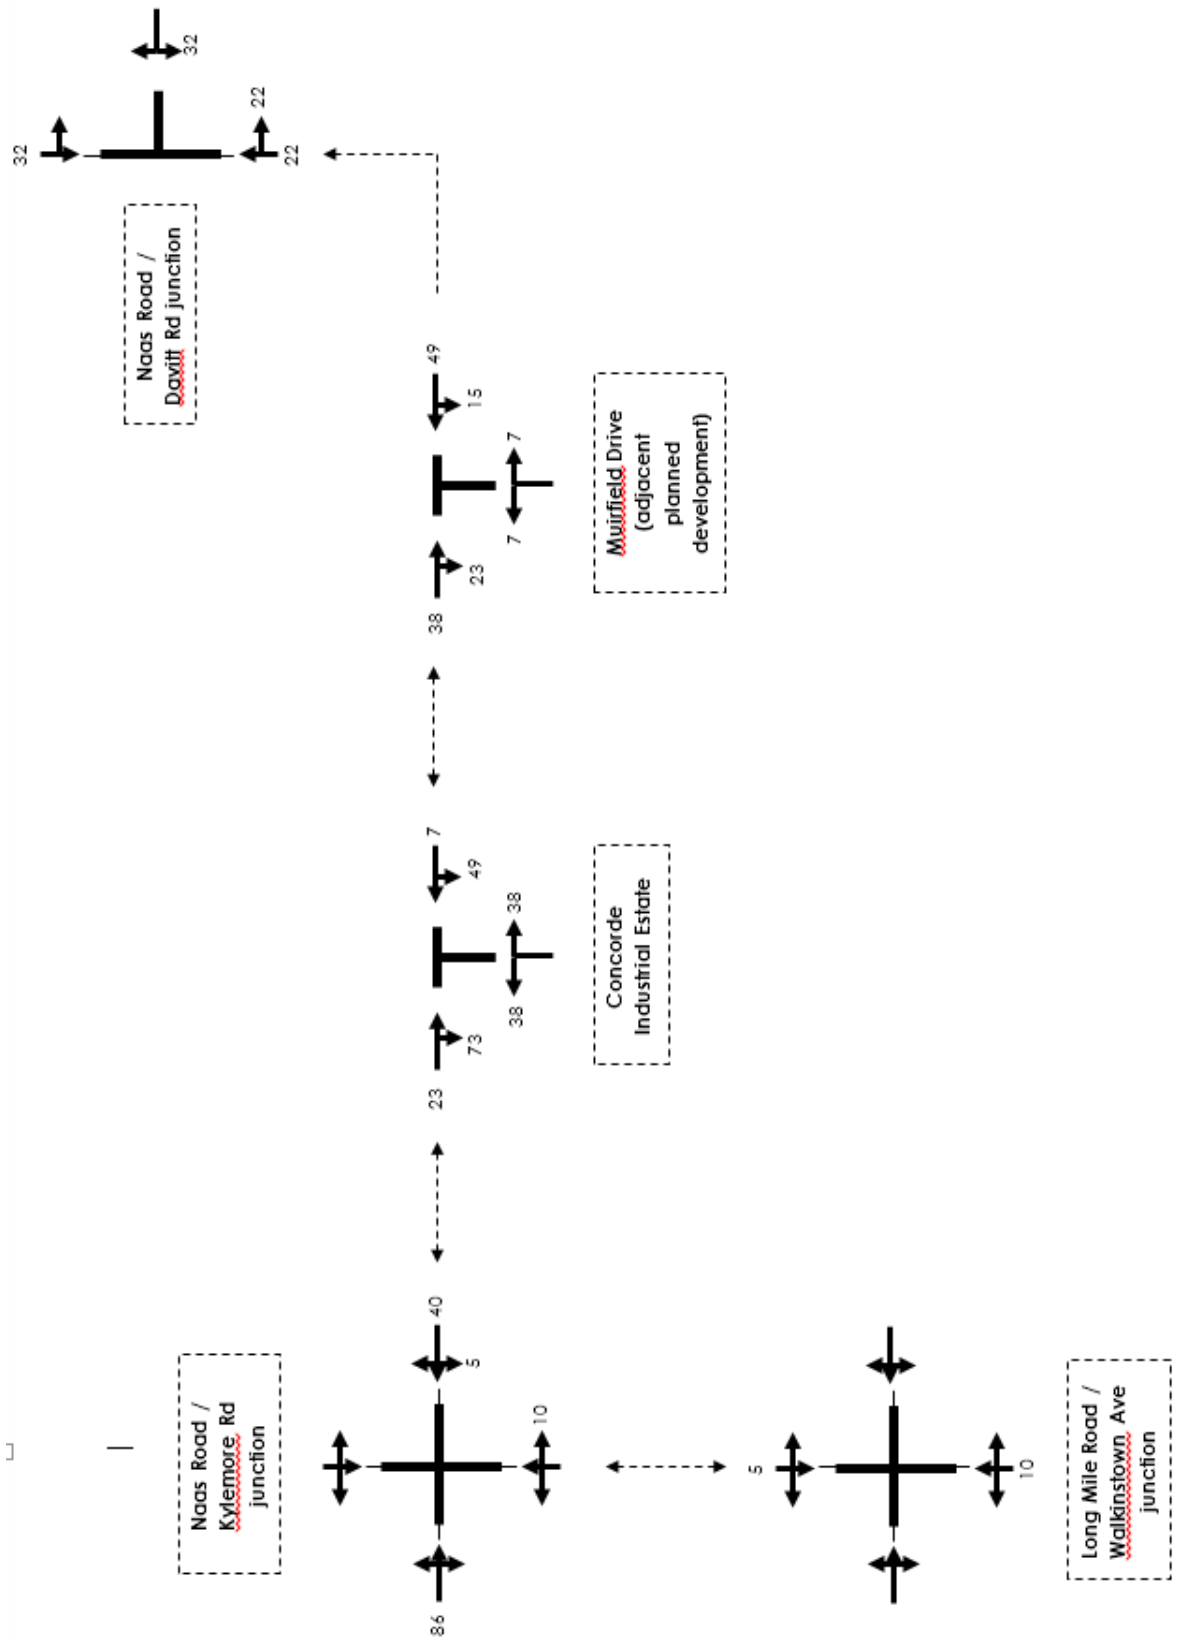 32
32
22
22
Naas Road /
Davitt Rd junction
49
15
7
7
23
38
Muirfield Drive
(adjacent
planned
development)
7
49
38
38
73
23
Concorde
Industrial Estate
40
5
10
86
Naas Road /
Kylemore Rd
junction
5
10
Long Mile Road /
Walkinstown Ave
junction